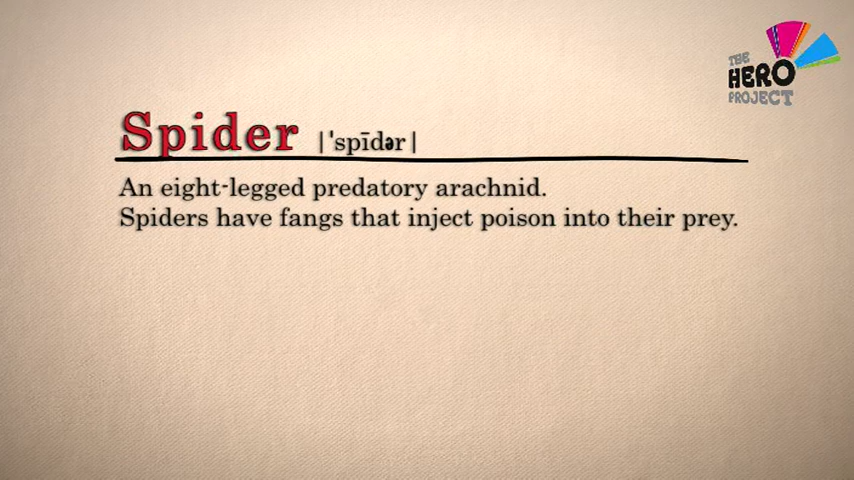 THE
HERO
PROJECT
Spider |ˈspīdər|
An eight-legged predatory arachnid.
Spiders have fangs that inject poison into their prey.